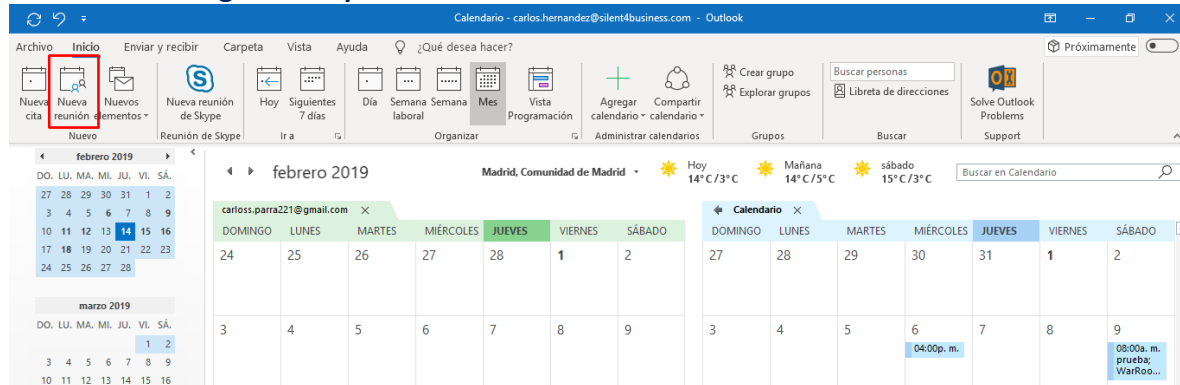 Calendario - carlos.hernandez@silent4business.com - Outlook
Archivo Inicio Enviar y recibir Carpeta Vista Ayuda ¿Qué desea hacer? Próximamente
Nueva cita
Nueva reunión
Nuevos elementos
Nuevo
Nueva reunión de Skype
Reunión de Skype
Hoy
Siguientes 7 días
Ir a
Día
Semana laboral
Semana
Mes
Vista Programación
Organizar
Agregar calendario
Compartir calendario
Administrar calendarios
Crear grupo
Explorar grupos
Grupos
Buscar personas
Libreta de direcciones
Buscar
Solve Outlook Problems
Support
febrero 2019
DO. LU. MA. MI. JU. VI. SÁ.
27 28 29 30 31 1 2
3 4 5 6 7 8 9
10 11 12 13 14 15 16
17 18 19 20 21 22 23
24 25 26 27 28
marzo 2019
DO. LU. MA. MI. JU. VI. SÁ.
1 2
3 4 5 6 7 8 9
10 11 12 13 14 15 16
febrero 2019
Madrid, Comunidad de Madrid
Hoy
14°C/3°C
Mañana
14°C/5°C
sábado
15°C/3°C
Buscar en Calendario
carloss.parra221@gmail.com
DOMINGO LUNES MARTES MIÉRCOLES JUEVES VIERNES SÁBADO
24 25 26 27 28 1 2
3 4 5 6 7 8 9
Calendario
DOMINGO LUNES MARTES MIÉRCOLES JUEVES VIERNES SÁBADO
27 28 29 30 31 1 2
3 4 5 6 7 8 9
04:00p. m.
08:00a. m.
prueba;
WarRoo...